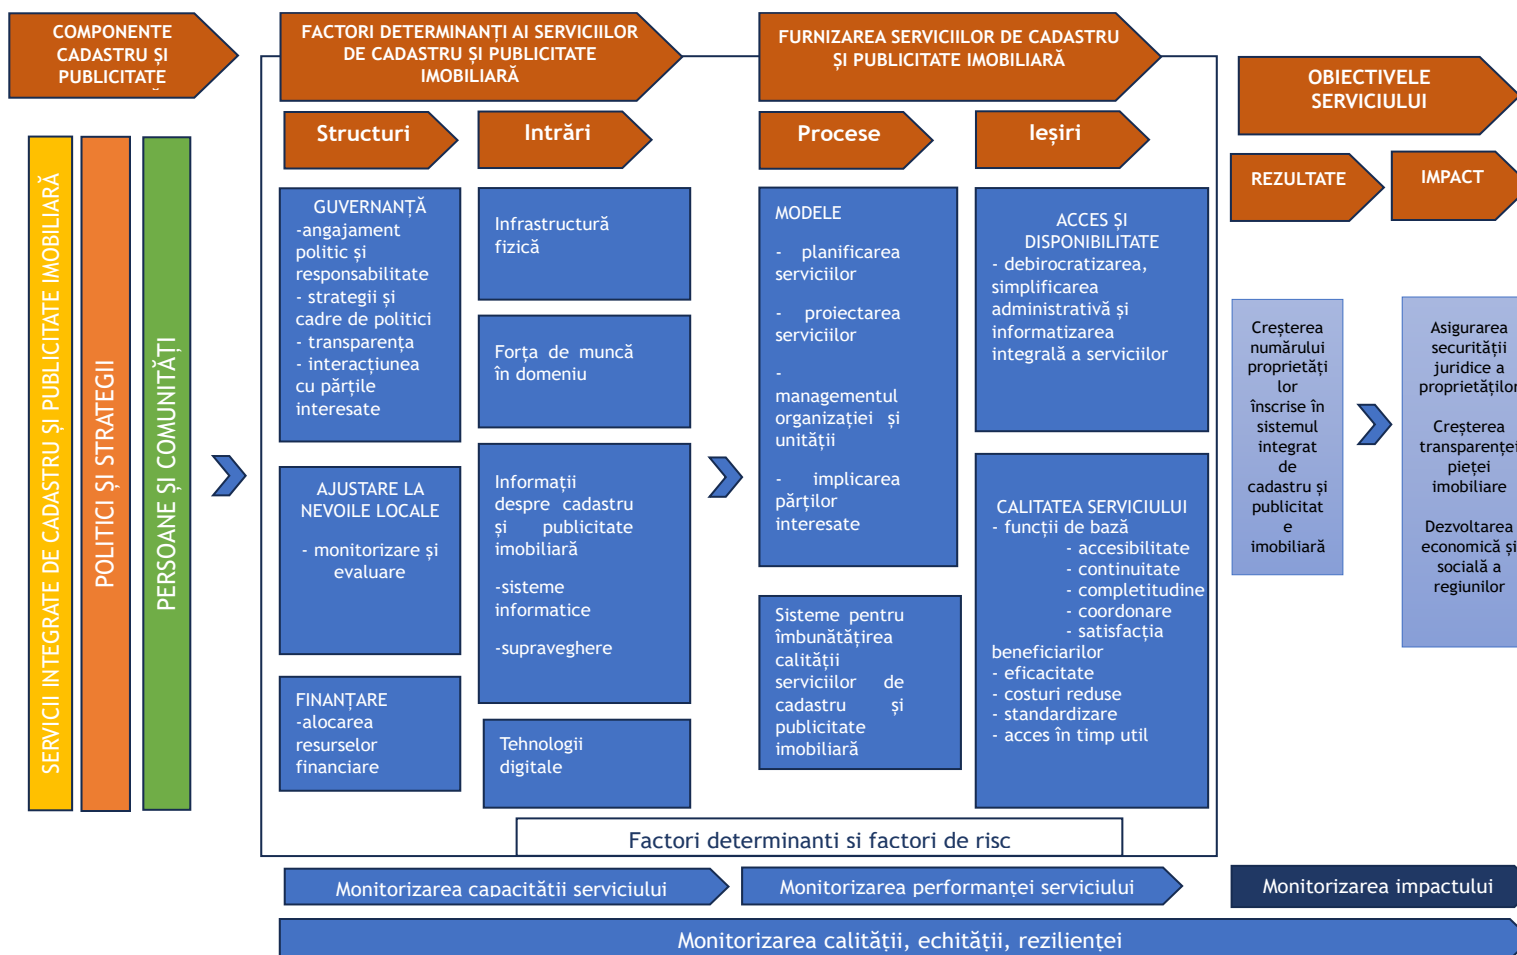 COMPONENTE
CADASTRU ȘI
PUBLICITATE
FACTORI DETERMINANȚI AI SERVICIILOR
DE CADASTRU ȘI PUBLICITATE
IMOBILIARĂ
FURNIZAREA SERVICIILOR DE CADASTRU
ȘI PUBLICITATE IMOBILIARĂ
OBIECTIVELE
SERVICIULUI
Structuri
Intrări
Procese
Ieșiri
REZULTATE
IMPACT
SERVICII INTEGRATE DE CADASTRU ȘI PUBLICITATE IMOBILIARĂ
POLITICI ȘI STRATEGII
PERSOANE ȘI COMUNITĂȚI
GUVERNANȚĂ
-angajament
politic și
responsabilitate
- strategii și
cadre de politici
- transparența
- interacțiunea
cu părțile
interesate
AJUSTARE LA
NEVOILE LOCALE
- monitorizare și
evaluare
FINANȚARE
-alocarea
resurselor
financiare
Infrastructură
fizică
Forța de muncă
în domeniu
Informații
despre cadastru
și publicitate
imobiliară
-sisteme
informatice
-supraveghere
Tehnologii
digitale
MODELE
- planificarea
serviciilor
- proiectarea
serviciilor
-
managementul
organizației și
unității
- implicarea
părților
interesate
Sisteme pentru
îmbunătățirea
calității
serviciilor de
cadastru și
publicitate
imobiliară
ACCES ȘI
DISPONIBILITATE
- debirocratizarea,
simplificarea
administrativă și
informatizarea
integrală a serviciilor
CALITATEA SERVICIULUI
- funcții de bază
- accesibilitate
- continuitate
- completitudine
- coordonare
- satisfacția
beneficiarilor
- eficacitate
- costuri reduse
- standardizare
- acces în timp util
Creșterea
numărului
proprietăți
lor
înscrise în
sistemul
integrat
de
cadastru și
publicitat
e
imobiliară
Asigurarea
securității
juridice a
proprietăților
Creșterea
transparenței
pieței
imobiliare
Dezvoltarea
economică și
socială a
regiunilor
Factori determinanti si factori de risc
Monitorizarea capacității serviciului
Monitorizarea performanței serviciului
Monitorizarea impactului
Monitorizarea calității, echității, rezilienței